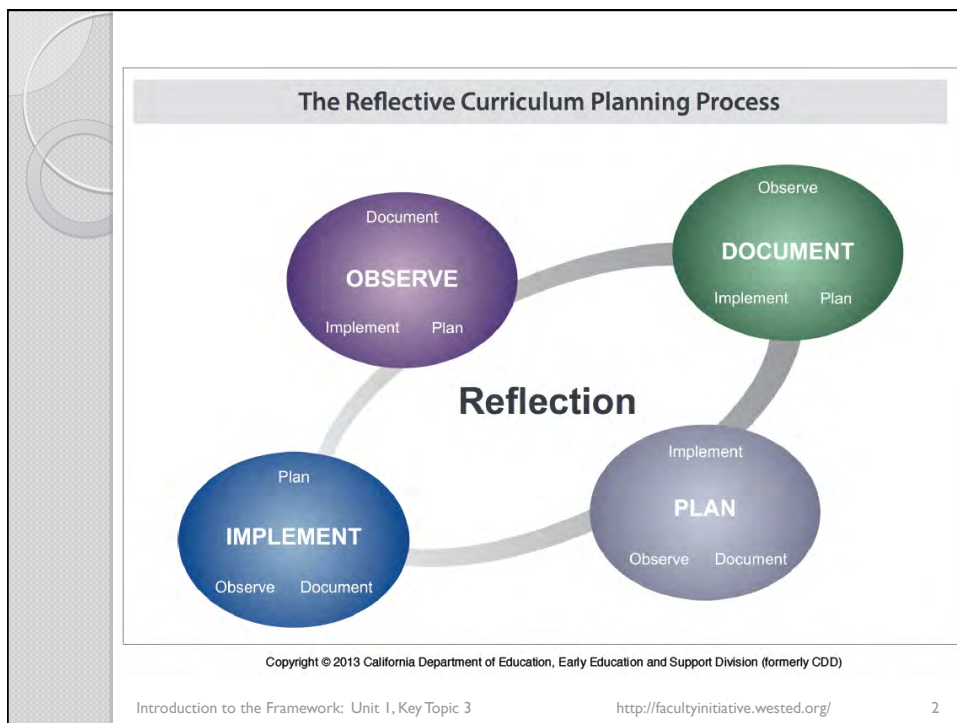 The Reflective Curriculum Planning Process
Document
OBSERVE
Implement Plan
Observe
DOCUMENT
Implement Plan
Reflection
Plan
IMPLEMENT
Observe Document
Implement
PLAN
Observe Document
Copyright © 2013 California Department of Education, Early Education and Support Division (formerly CDD)
Introduction to the Framework: Unit 1, Key Topic 3 http://facultyinitiative.wested.org/ 2